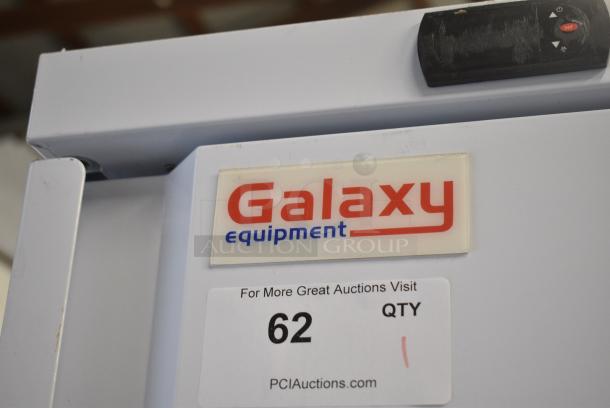 Galaxy
equipment
AUCTION GROUP
For More Great Auctions Visit
62 QTY
1
PCIAuctions.com